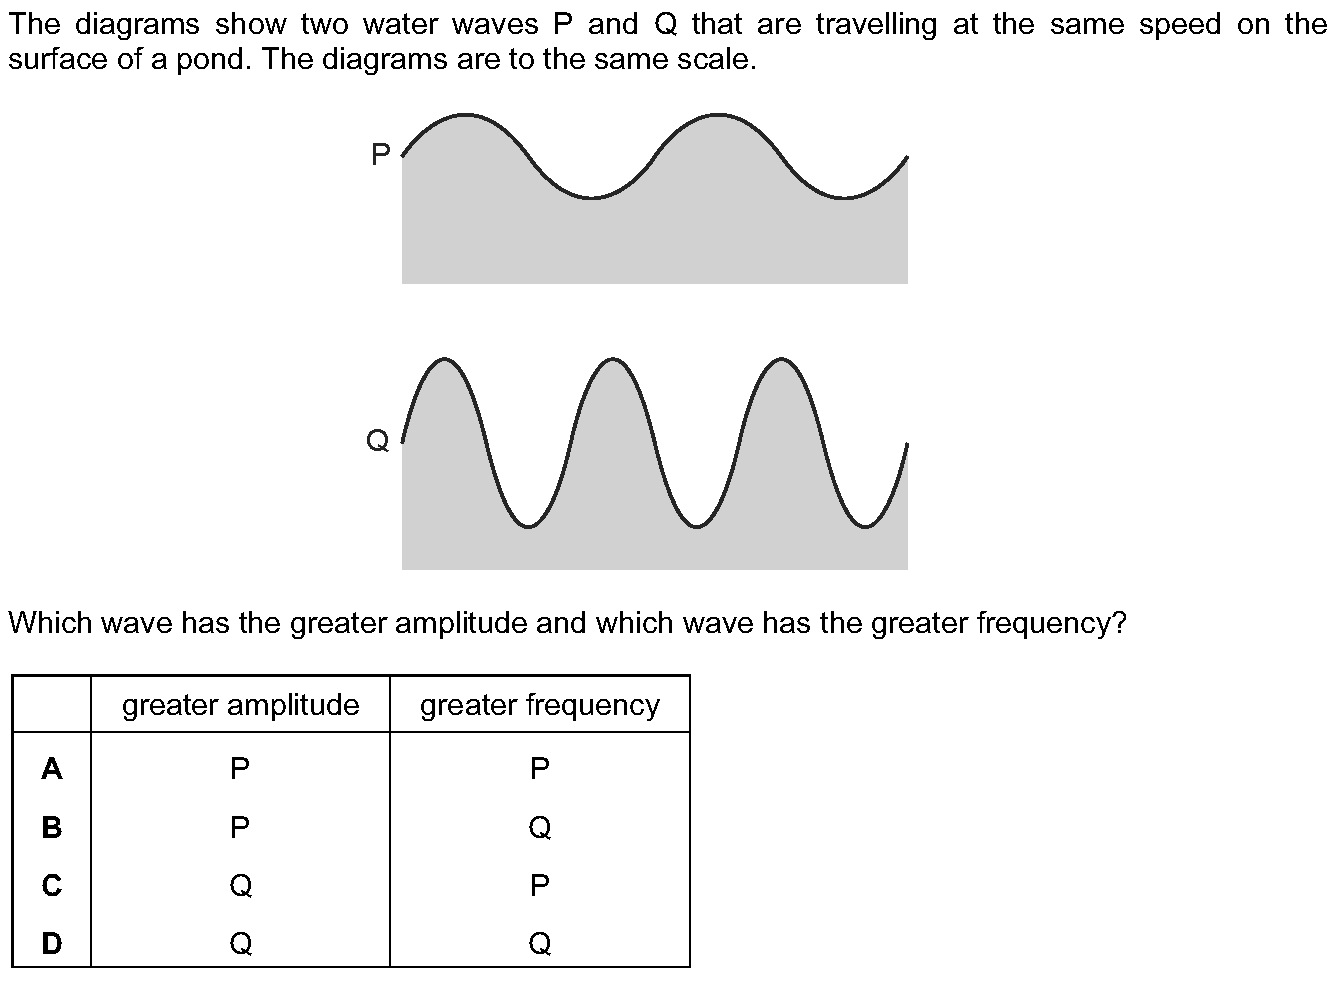 The diagrams show two water waves P and Q that are travelling at the same speed on the
surface of a pond. The diagrams are to the same scale.
P
Q
Which wave has the greater amplitude and which wave has the greater frequency?
greater amplitude greater frequency
A P P
B P Q
C Q P
D Q Q